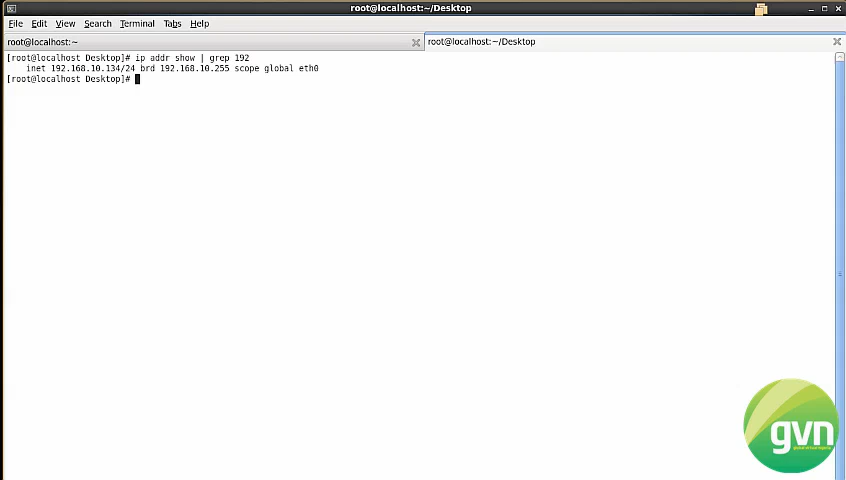 root@localhost:~/Desktop
File Edit View Search Terminal Tabs Help
root@localhost:~
root@localhost:~/Desktop
[root@localhost Desktop]# ip addr show | grep 192
inet 192.168.10.134/24 brd 192.168.10.255 scope global eth0
[root@localhost Desktop]#
gvn